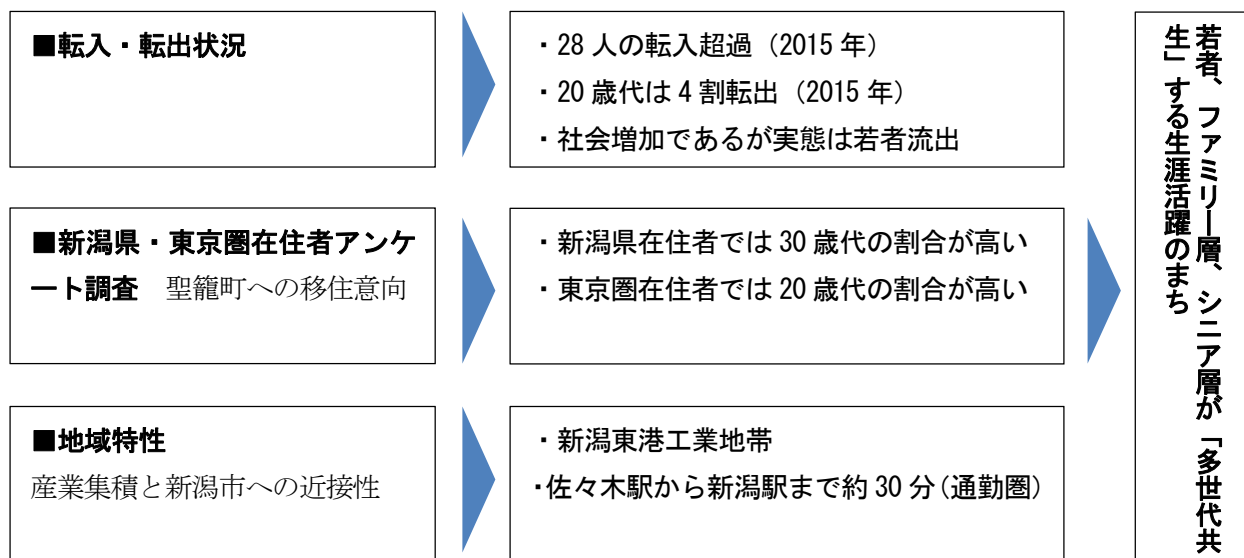 ■転入・転出状況
・28 人の転入超過（2015 年）
・20 歳代は 4 割転出（2015 年）
・社会増加であるが実態は若者流出
■新潟県・東京圏在住者アンケ
ート調査　聖籠町への移住意向
・新潟県在住者では 30 歳代の割合が高い
・東京圏在住者では 20 歳代の割合が高い
■地域特性
産業集積と新潟市への近接性
・新潟東港工業地帯
・佐々木駅から新潟駅まで約 30 分（通勤圏）
若者、ファミリー層、シニア層が「多世代共
生」する生涯活躍のまち